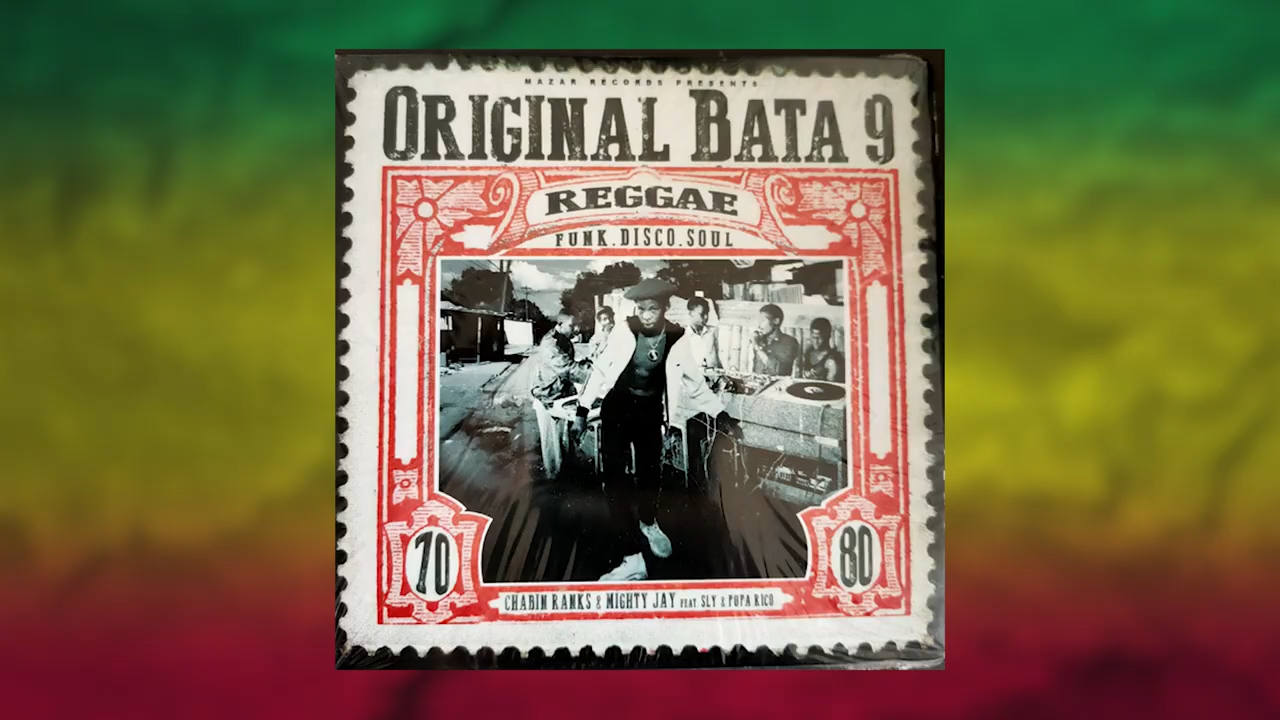 MAZAR RECORDS PRESENTS
ORIGINAL BATA 9
REGGAE
FUNK.DISCO.SOUL
70
80
CHABIN RANKS & MIGHTY JAY FEAT. SLY & PUPA RICO